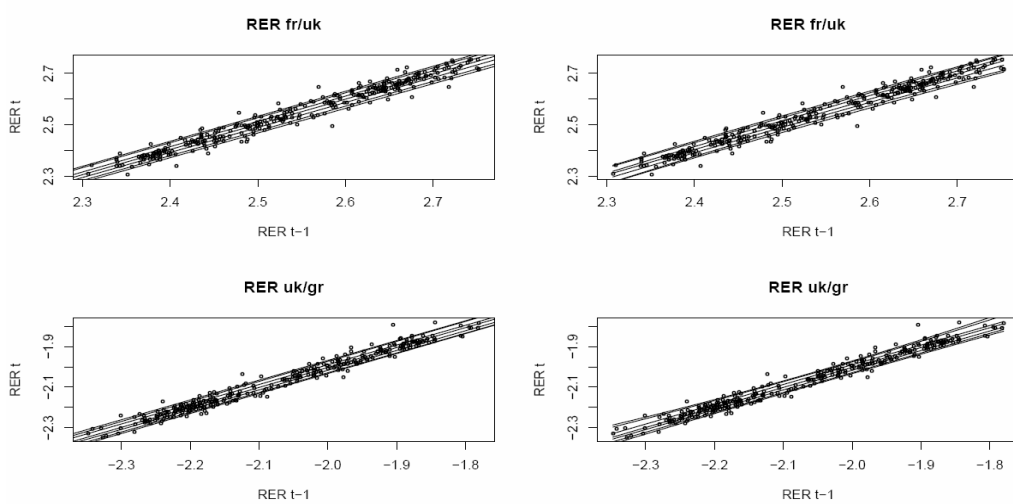 RER fr/uk
RER t
2.7
2.5
2.3
2.3 2.4 2.5 2.6 2.7
RER t−1
RER fr/uk
RER t
2.7
2.5
2.3
2.3 2.4 2.5 2.6 2.7
RER t−1
RER uk/gr
RER t
−1.9
−2.1
−2.3
−2.3 −2.2 −2.1 −2.0 −1.9 −1.8
RER t−1
RER uk/gr
RER t
−1.9
−2.1
−2.3
−2.3 −2.2 −2.1 −2.0 −1.9 −1.8
RER t−1